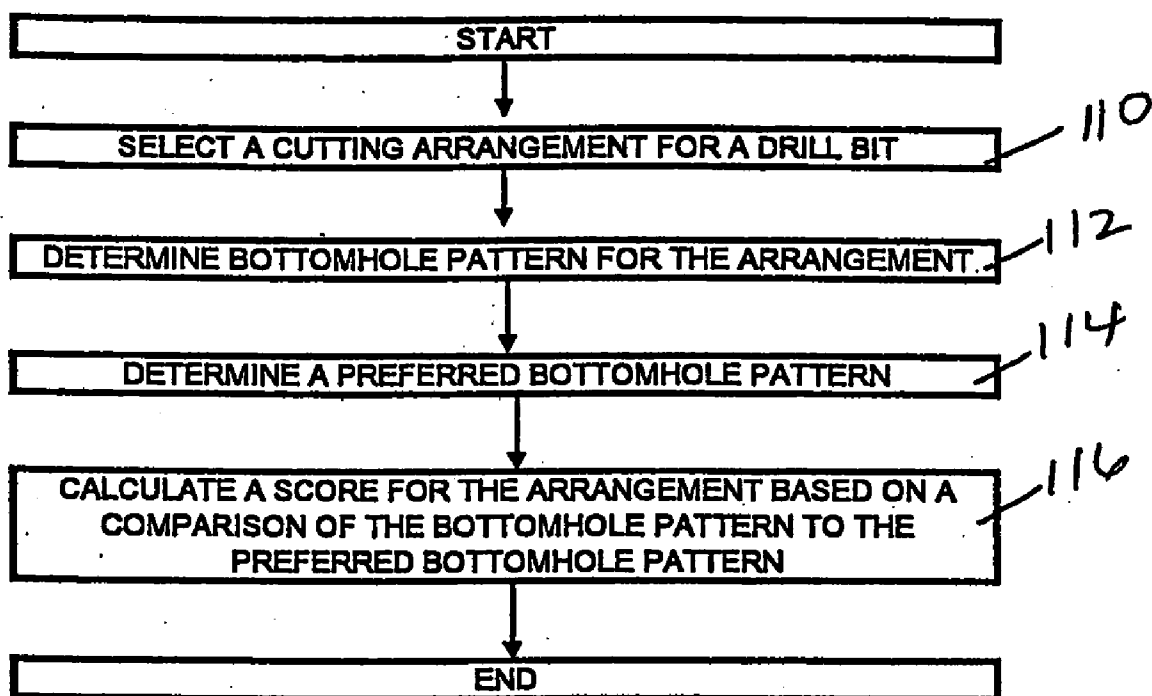 START
SELECT A CUTTING ARRANGEMENT FOR A DRILL BIT
110
DETERMINE BOTTOMHOLE PATTERN FOR THE ARRANGEMENT
112
DETERMINE A PREFERRED BOTTOMHOLE PATTERN
114
CALCULATE A SCORE FOR THE ARRANGEMENT BASED ON A
COMPARISON OF THE BOTTOMHOLE PATTERN TO THE
PREFERRED BOTTOMHOLE PATTERN
116
END